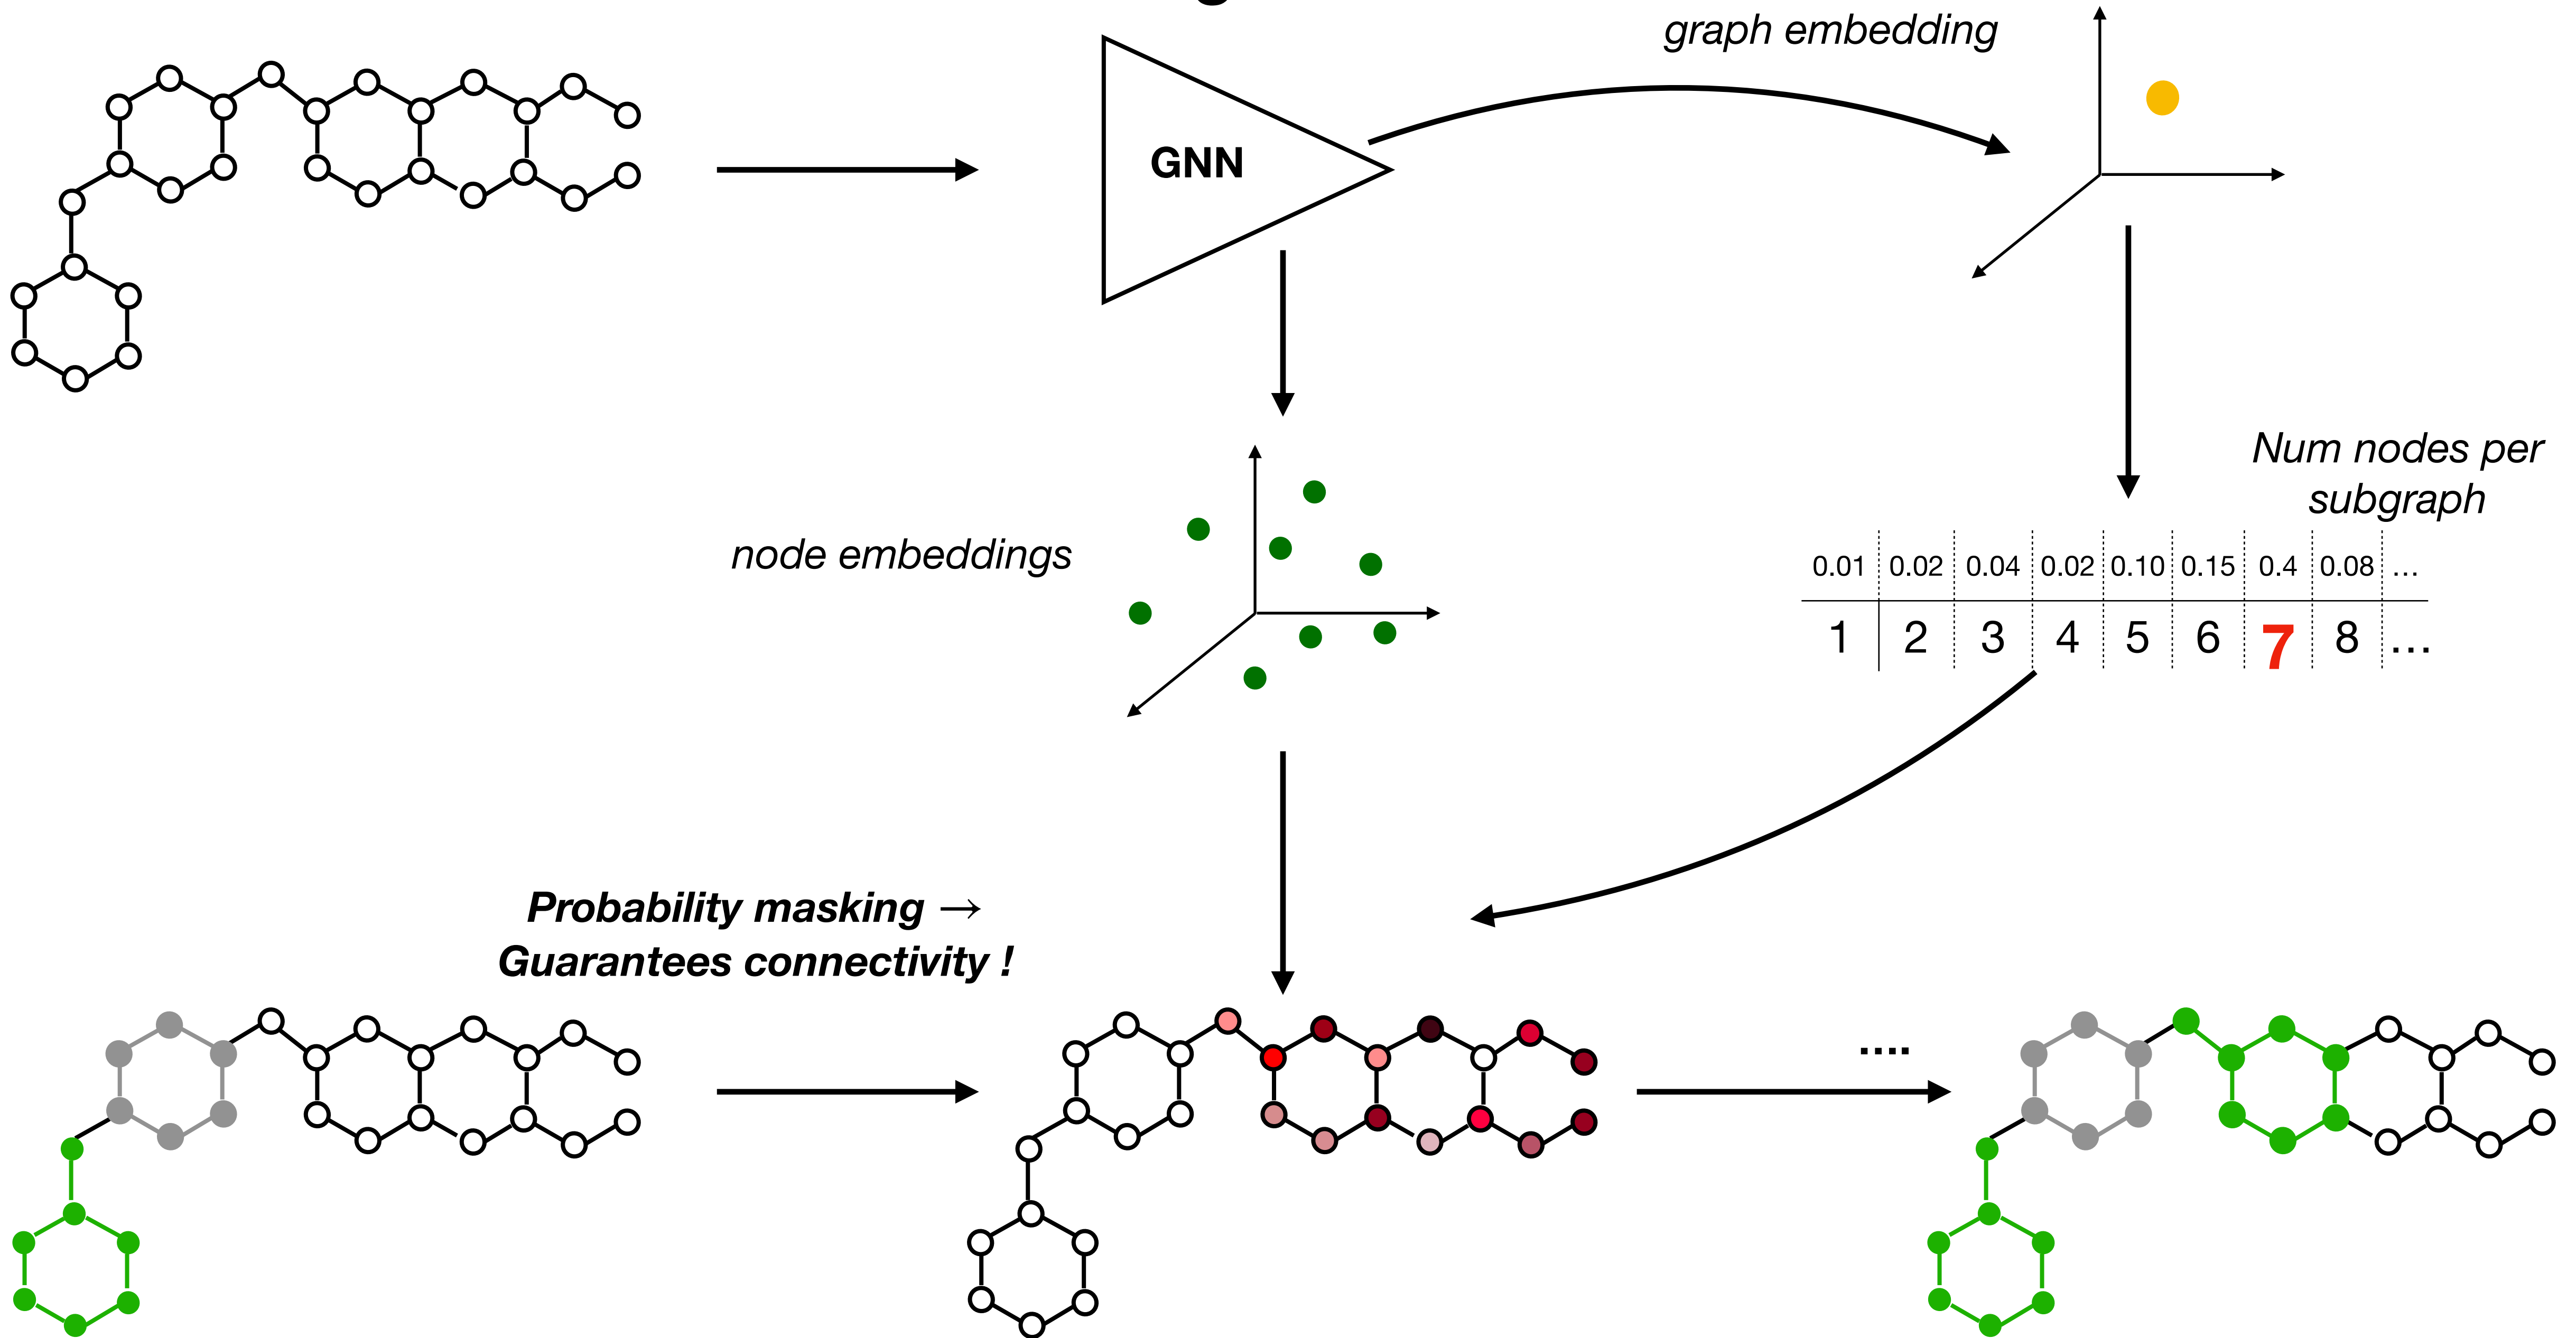 graph embedding
GNN
Num nodes per
subgraph
node embeddings
0.01 0.02 0.04 0.02 0.10 0.15 0.4 0.08 ...
1 2 3 4 5 6 7 8 ...
Probability masking →
Guarantees connectivity !
....